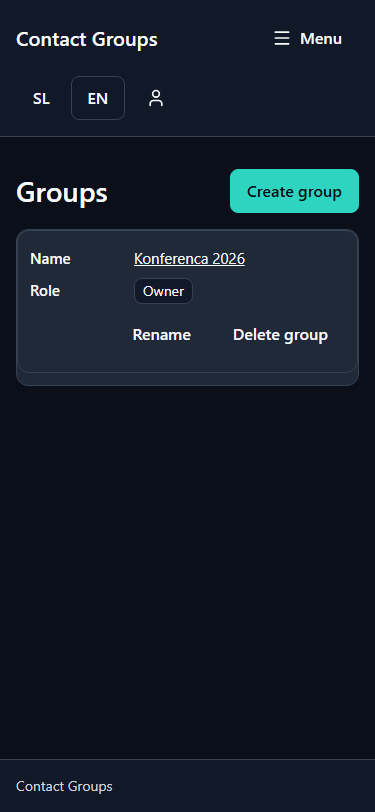 Contact Groups
Menu
SL EN
Groups
Create group
Name Konferenca 2026
Role Owner
Rename Delete group
Contact Groups